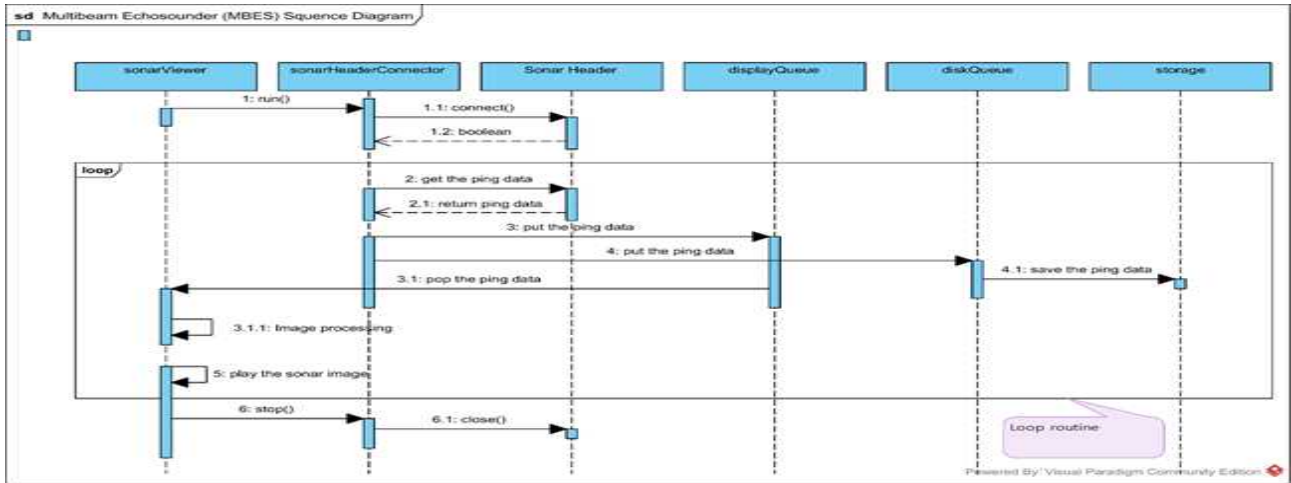 sd Multibeam Echosounder (MBES) Squence Diagram
sonarViewer
sonarHeaderConnector
Sonar Header
displayQueue
diskQueue
storage
1: run()
1.1: connect()
1.2: boolean
loop
2: get the ping data
2.1: return ping data
3: put the ping data
4: put the ping data
4.1: save the ping data
3.1: pop the ping data
3.1.1: Image processing
5: play the sonar image
6: stop()
6.1: close()
Loop routine
Powered By Visual Paradigm Community Edition